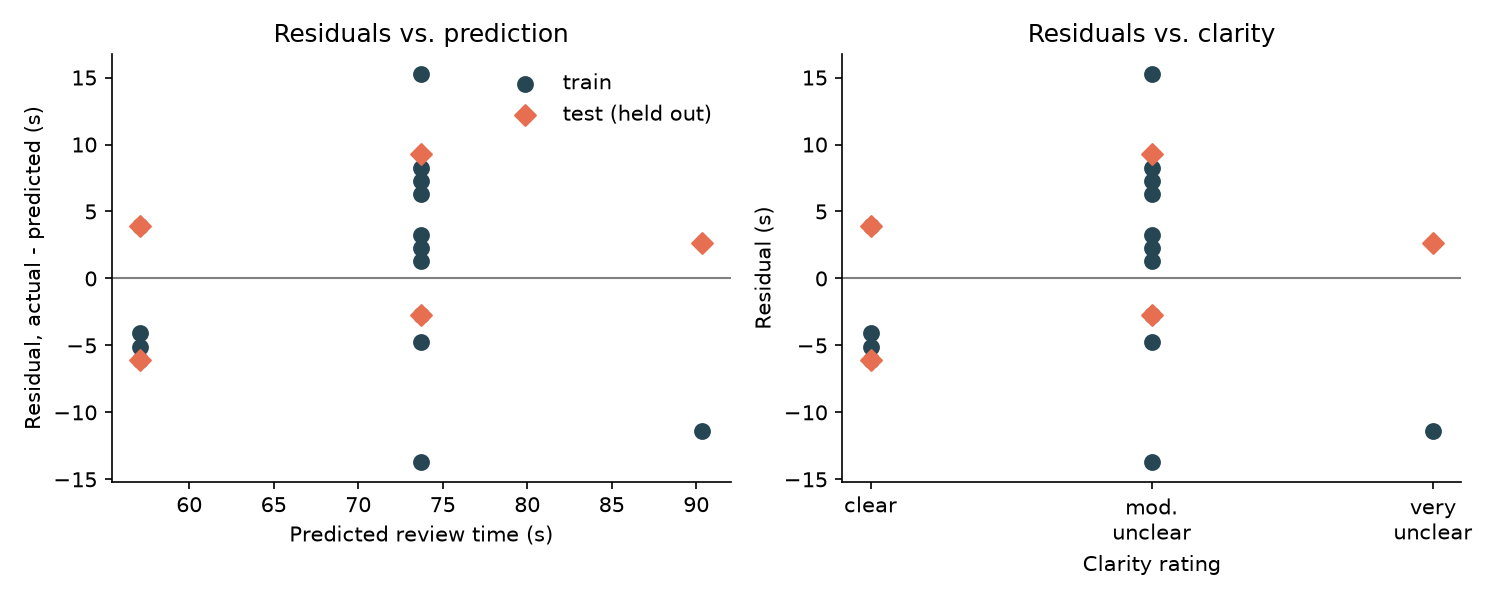 Residuals vs. prediction
Residual, actual - predicted (s)
15
10
5
0
−5
−10
−15
train
test (held out)
60
65
70
75
80
85
90
Predicted review time (s)
Residuals vs. clarity
Residual (s)
15
10
5
0
−5
−10
−15
clear
mod.
unclear
very
unclear
Clarity rating